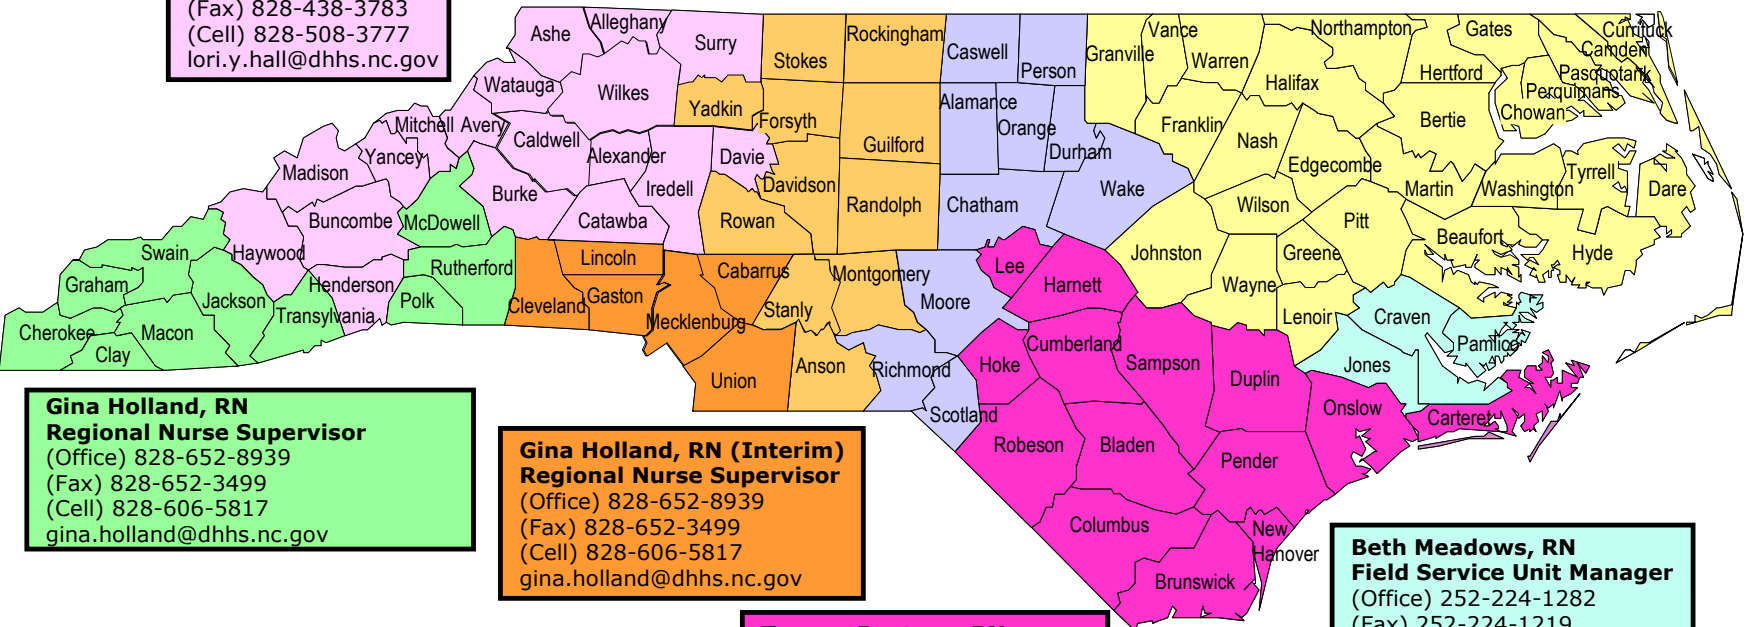 (Fax) 828-438-3783
(Cell) 828-508-3777
lori.y.hall@dhhs.nc.gov
Ashe
Alleghany
Surry
Stokes
Rockingham
Caswell
Person
Granville
Vance
Warren
Northampton
Gates
Currituck
Camden
Pasquotank
Perquimans
Chowan
Hertford
Halifax
Bertie
Watauga
Wilkes
Yadkin
Forsyth
Guilford
Alamance
Orange
Durham
Franklin
Nash
Edgecombe
Martin
Washington
Tyrrell
Dare
Mitchell
Avery
Caldwell
Alexander
Davie
Iredell
Madison
Yancey
Burke
Catawba
Rowan
Davidson
Randolph
Chatham
Wake
Wilson
Pitt
Beaufort
Hyde
Buncombe
McDowell
Swain
Haywood
Graham
Jackson
Henderson
Transylvania
Rutherford
Polk
Cherokee
Macon
Clay
Lincoln
Cleveland
Gaston
Cabarrus
Mecklenburg
Stanly
Montgomery
Moore
Lee
Harnett
Johnston
Greene
Wayne
Lenoir
Craven
Pamlico
Jones
Union
Anson
Richmond
Hoke
Cumberland
Sampson
Duplin
Onslow
Carteret
Scotland
Robeson
Bladen
Pender
Columbus
New
Hanover
Brunswick
Gina Holland, RN
Regional Nurse Supervisor
(Office) 828-652-8939
(Fax) 828-652-3499
(Cell) 828-606-5817
gina.holland@dhhs.nc.gov
Gina Holland, RN (Interim)
Regional Nurse Supervisor
(Office) 828-652-8939
(Fax) 828-652-3499
(Cell) 828-606-5817
gina.holland@dhhs.nc.gov
Beth Meadows, RN
Field Service Unit Manager
(Office) 252-224-1282
(Fax) 252-224-1219